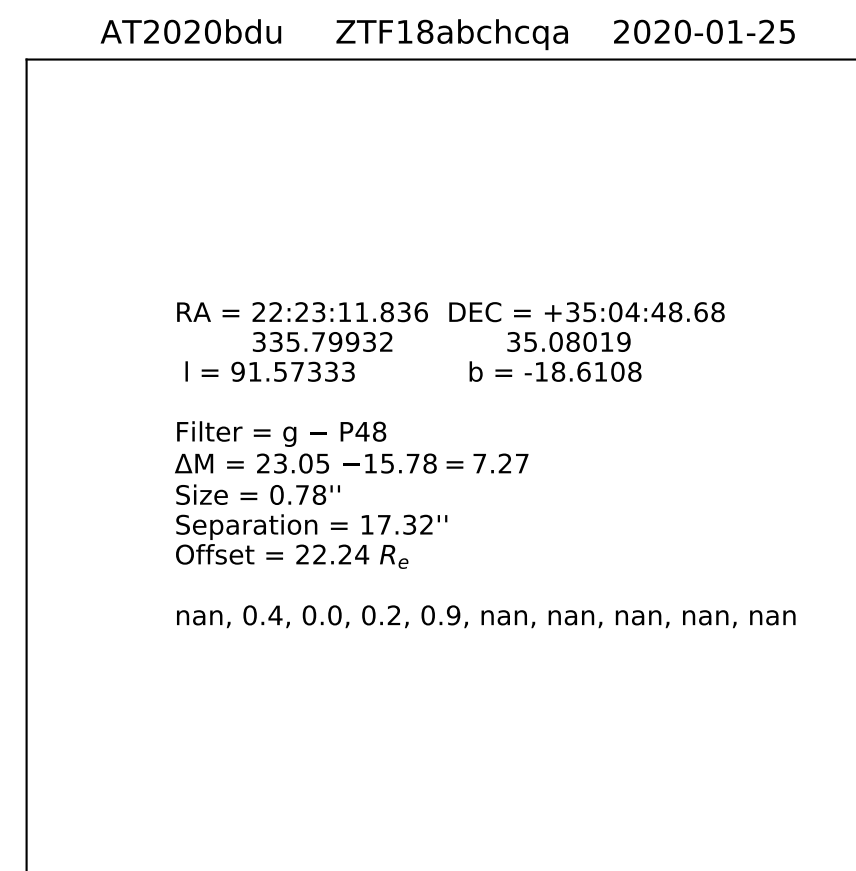 AT2020bdu ZTF18abchcqa 2020-01-25
RA = 22:23:11.836 DEC = +35:04:48.68
335.79932 35.08019
l = 91.57333 b = -18.6108
Filter = g − P48
ΔM = 23.05 −15.78 = 7.27
Size = 0.78''
Separation = 17.32''
Offset = 22.24 Rₑ
nan, 0.4, 0.0, 0.2, 0.9, nan, nan, nan, nan, nan